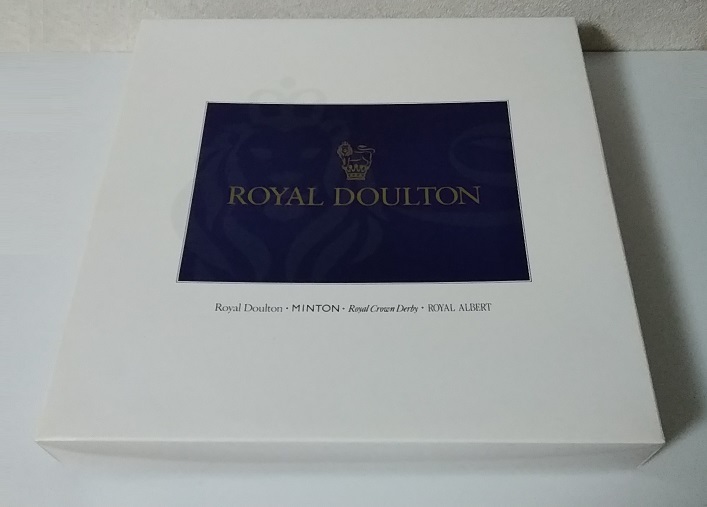 ROYAL DOULTON
Royal Doulton · MINTON · Royal Crown Derby · ROYAL ALBERT